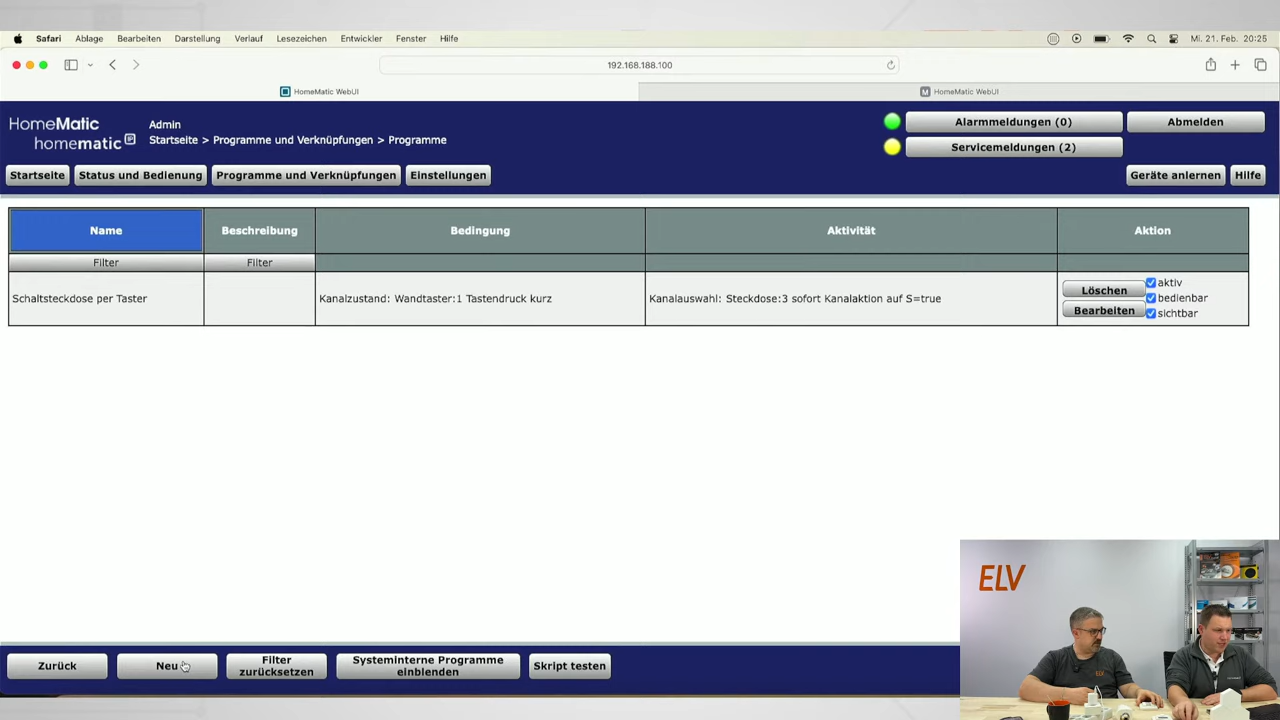 Safari Ablage Bearbeiten Darstellung Verlauf Lesezeichen Entwickler Fenster Hilfe Mi. 21. Feb. 20:25
192.168.188.100
HomeMatic WebUI M HomeMatic WebUI
HomeMatic
homematic IP
Admin
Startseite > Programme und Verknüpfungen > Programme
Alarmmeldungen (0) Abmelden
Servicemeldungen (2)
Startseite Status und Bedienung Programme und Verknüpfungen Einstellungen Geräte anlernen Hilfe
Name Beschreibung Bedingung Aktivität Aktion
Filter Filter
Schaltsteckdose per Taster Kanalzustand: Wandtaster:1 Tastendruck kurz Kanalauswahl: Steckdose:3 sofort Kanalaktion auf S=true
Löschen aktiv
bedienbar
Bearbeiten sichtbar
ELV
ELV
Zurück Neu Filter zurücksetzen Systeminterne Programme einblenden Skript testen